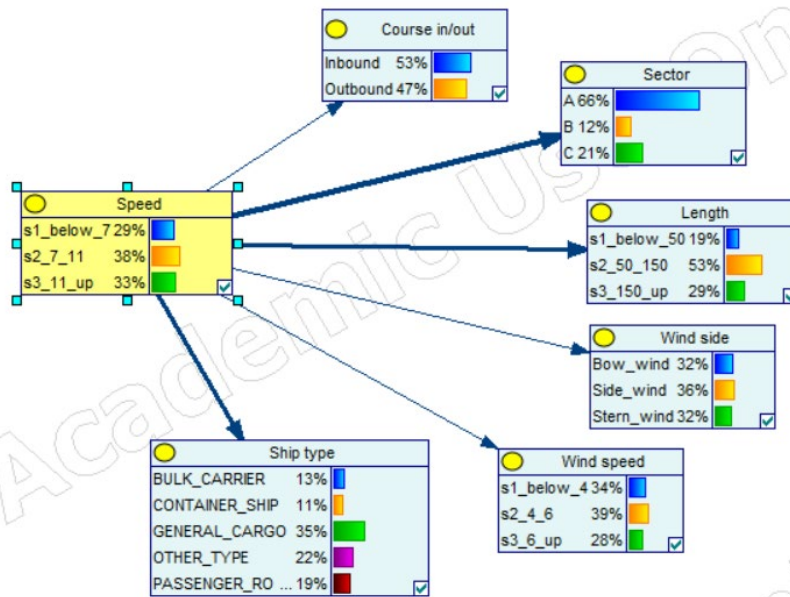 Course in/out
Inbound 53%
Outbound 47%
Sector
A 66%
B 12%
C 21%
Speed
s1_below_7 29%
s2_7_11 38%
s3_11_up 33%
Length
s1_below_50 19%
s2_50_150 53%
s3_150_up 29%
Wind side
Bow_wind 32%
Side_wind 36%
Stern_wind 32%
Ship type
BULK_CARRIER 13%
CONTAINER_SHIP 11%
GENERAL_CARGO 35%
OTHER_TYPE 22%
PASSENGER_RO ... 19%
Wind speed
s1_below_4 34%
s2_4_6 39%
s3_6_up 28%
Academic Us On